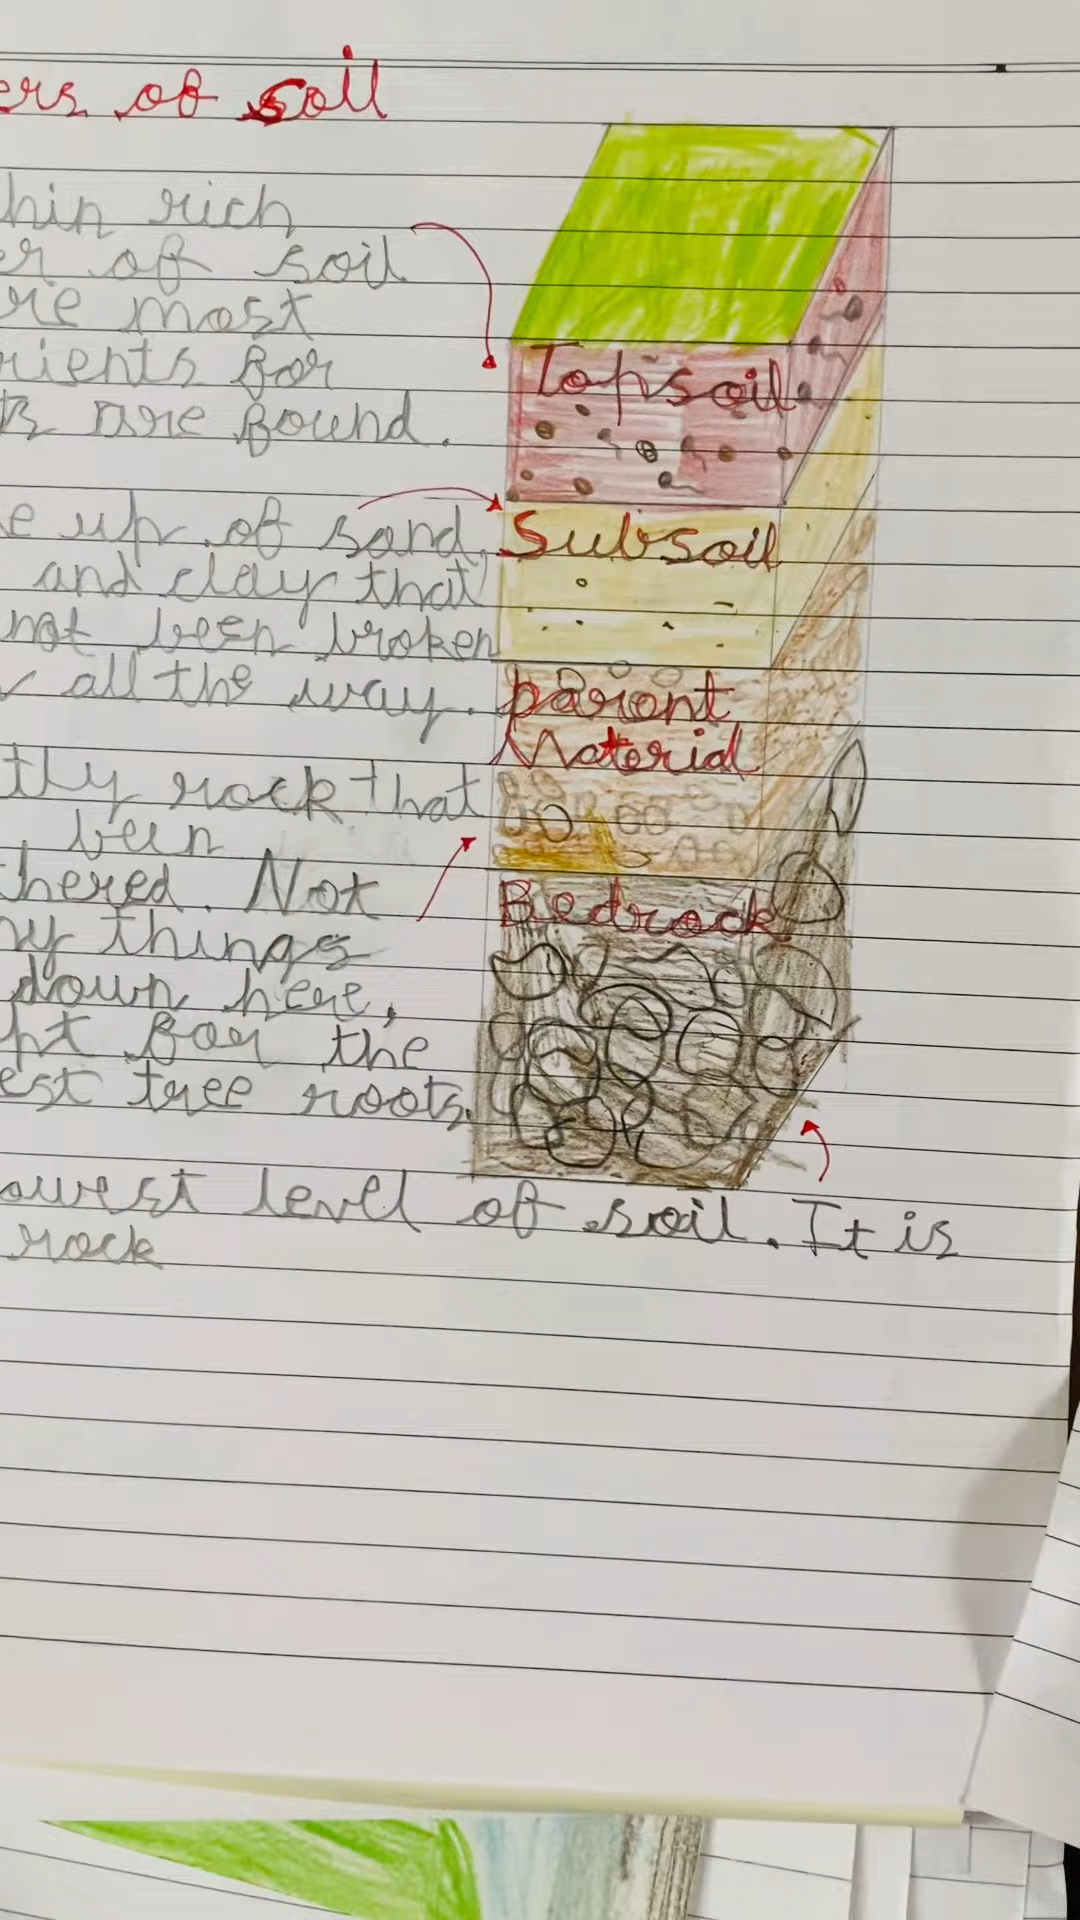 ers of soil
hin rich
er of soil
re most
rients for
ts are found.
Topsoil
e up of sand,
and clay that
not been broken
all the way.
Subsoil
tly rock that
been
hered. Not
ny things
down here,
pt for the
est tree roots.
pariont
Material
Bedrock
owest level of soil. It is
rock